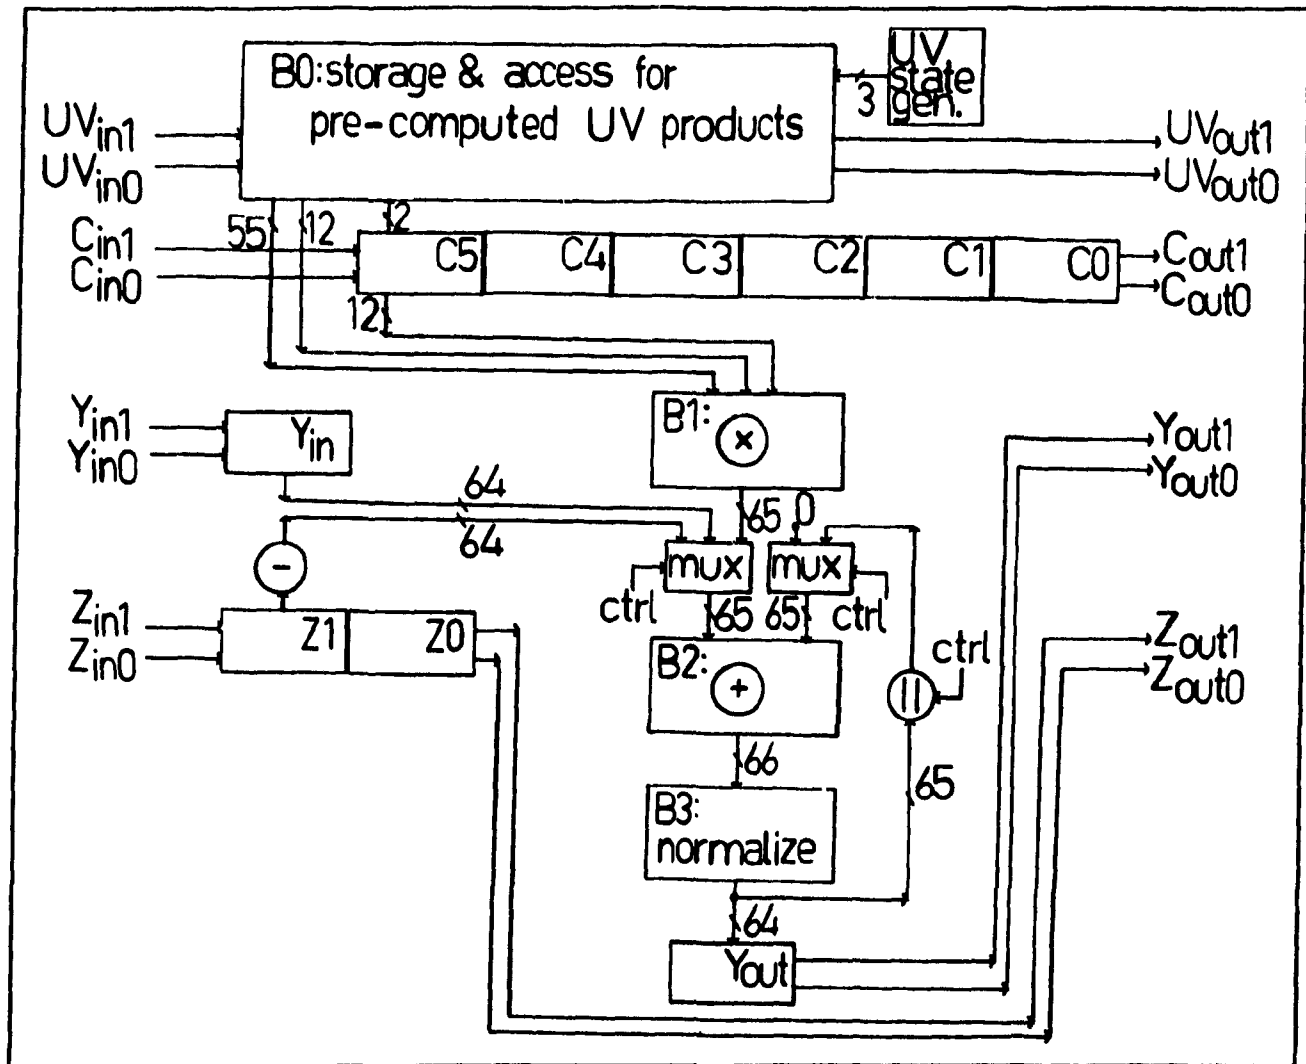 B0:storage & access for
pre-computed UV products
UV
state
gen.
3
UVin1
UVin0
UVout1
UVout0
55
12
2
Cin1
Cin0
C5
C4
C3
C2
C1
C0
Cout1
Cout0
12
B1:
×
Yin1
Yin0
Yin
Yout1
Yout0
64
64
65
0
-
mux
mux
ctrl
65
65
ctrl
Zin1
Zin0
Z1
Z0
B2:
+
||
ctrl
Zout1
Zout0
66
65
B3:
normalize
64
Yout